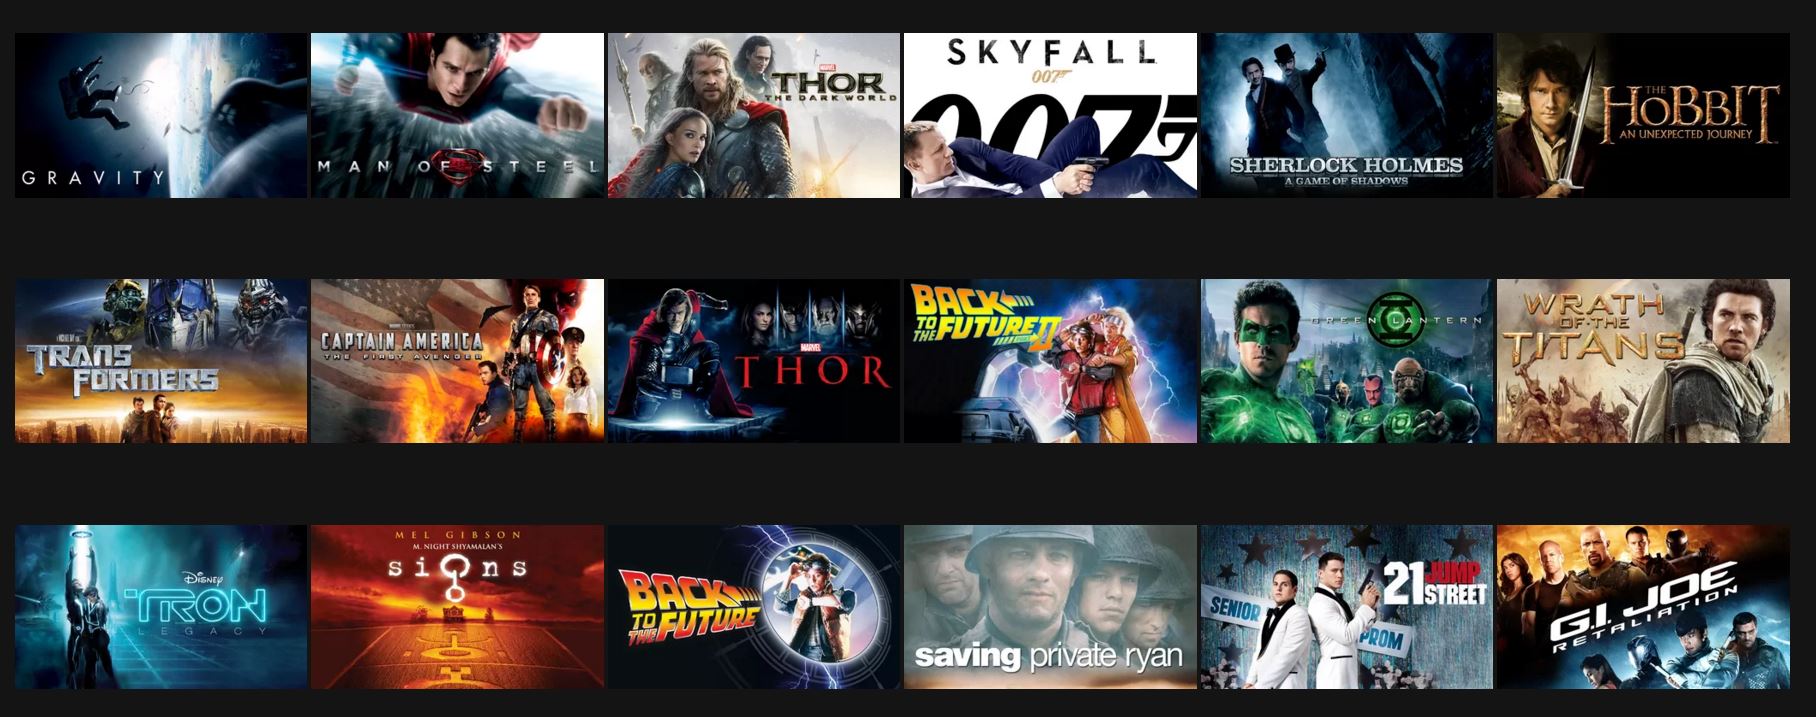 GRAVITY
MAN OF STEEL
MARVEL
THOR
THE DARK WORLD
SKYFALL
007
007
SHERLOCK HOLMES
A GAME OF SHADOWS
THE
HOBBIT
AN UNEXPECTED JOURNEY
TRANS
FORMERS
CAPTAIN AMERICA
THE FIRST AVENGER
MARVEL
THOR
BACK
TO
THE FUTURE II
PART
GREEN LANTERN
WRATH
OF THE
TITANS
DISNEY
TRON
LEGACY
MEL GIBSON
M. NIGHT SHYAMALAN'S
signs
BACK
TO
THE FUTURE
saving private ryan
SENIOR
PROM
21 JUMP
STREET
G.I. JOE
RETALIATION